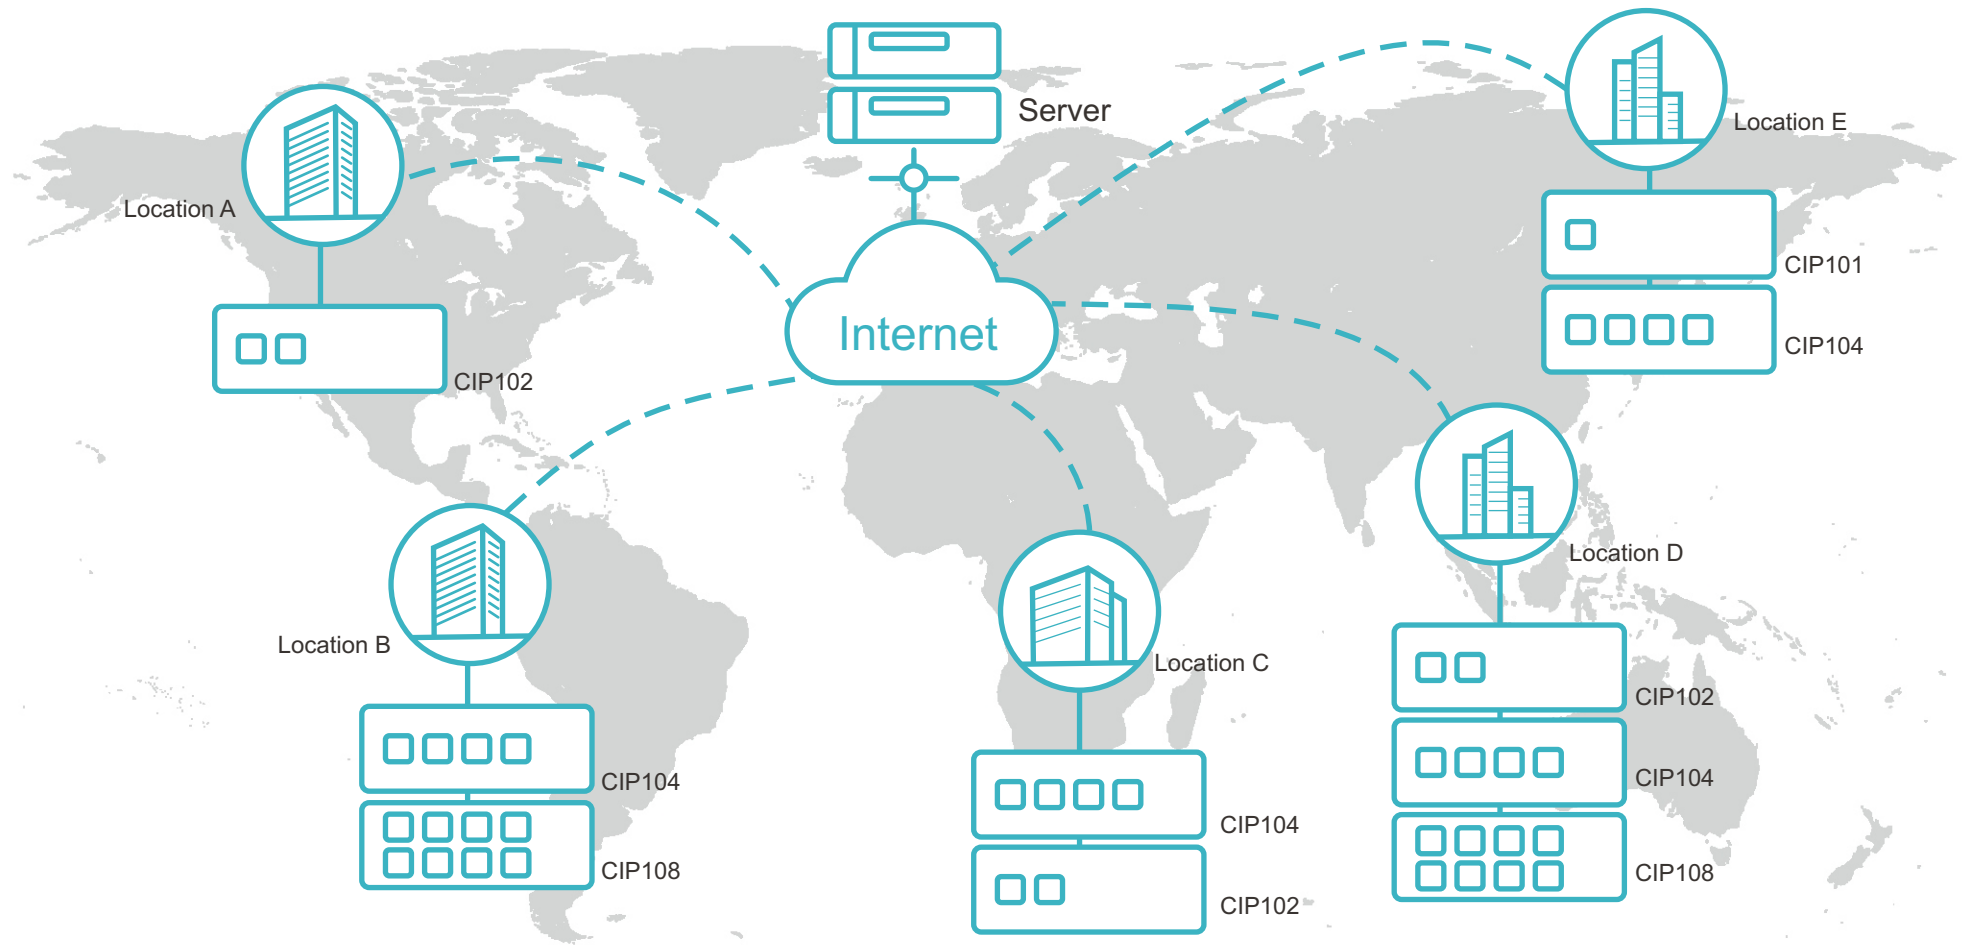 Server
Location E
Location A
CIP101
Internet
CIP104
CIP102
Location D
Location B
Location C
CIP102
CIP104
CIP104
CIP104
CIP108
CIP108
CIP102